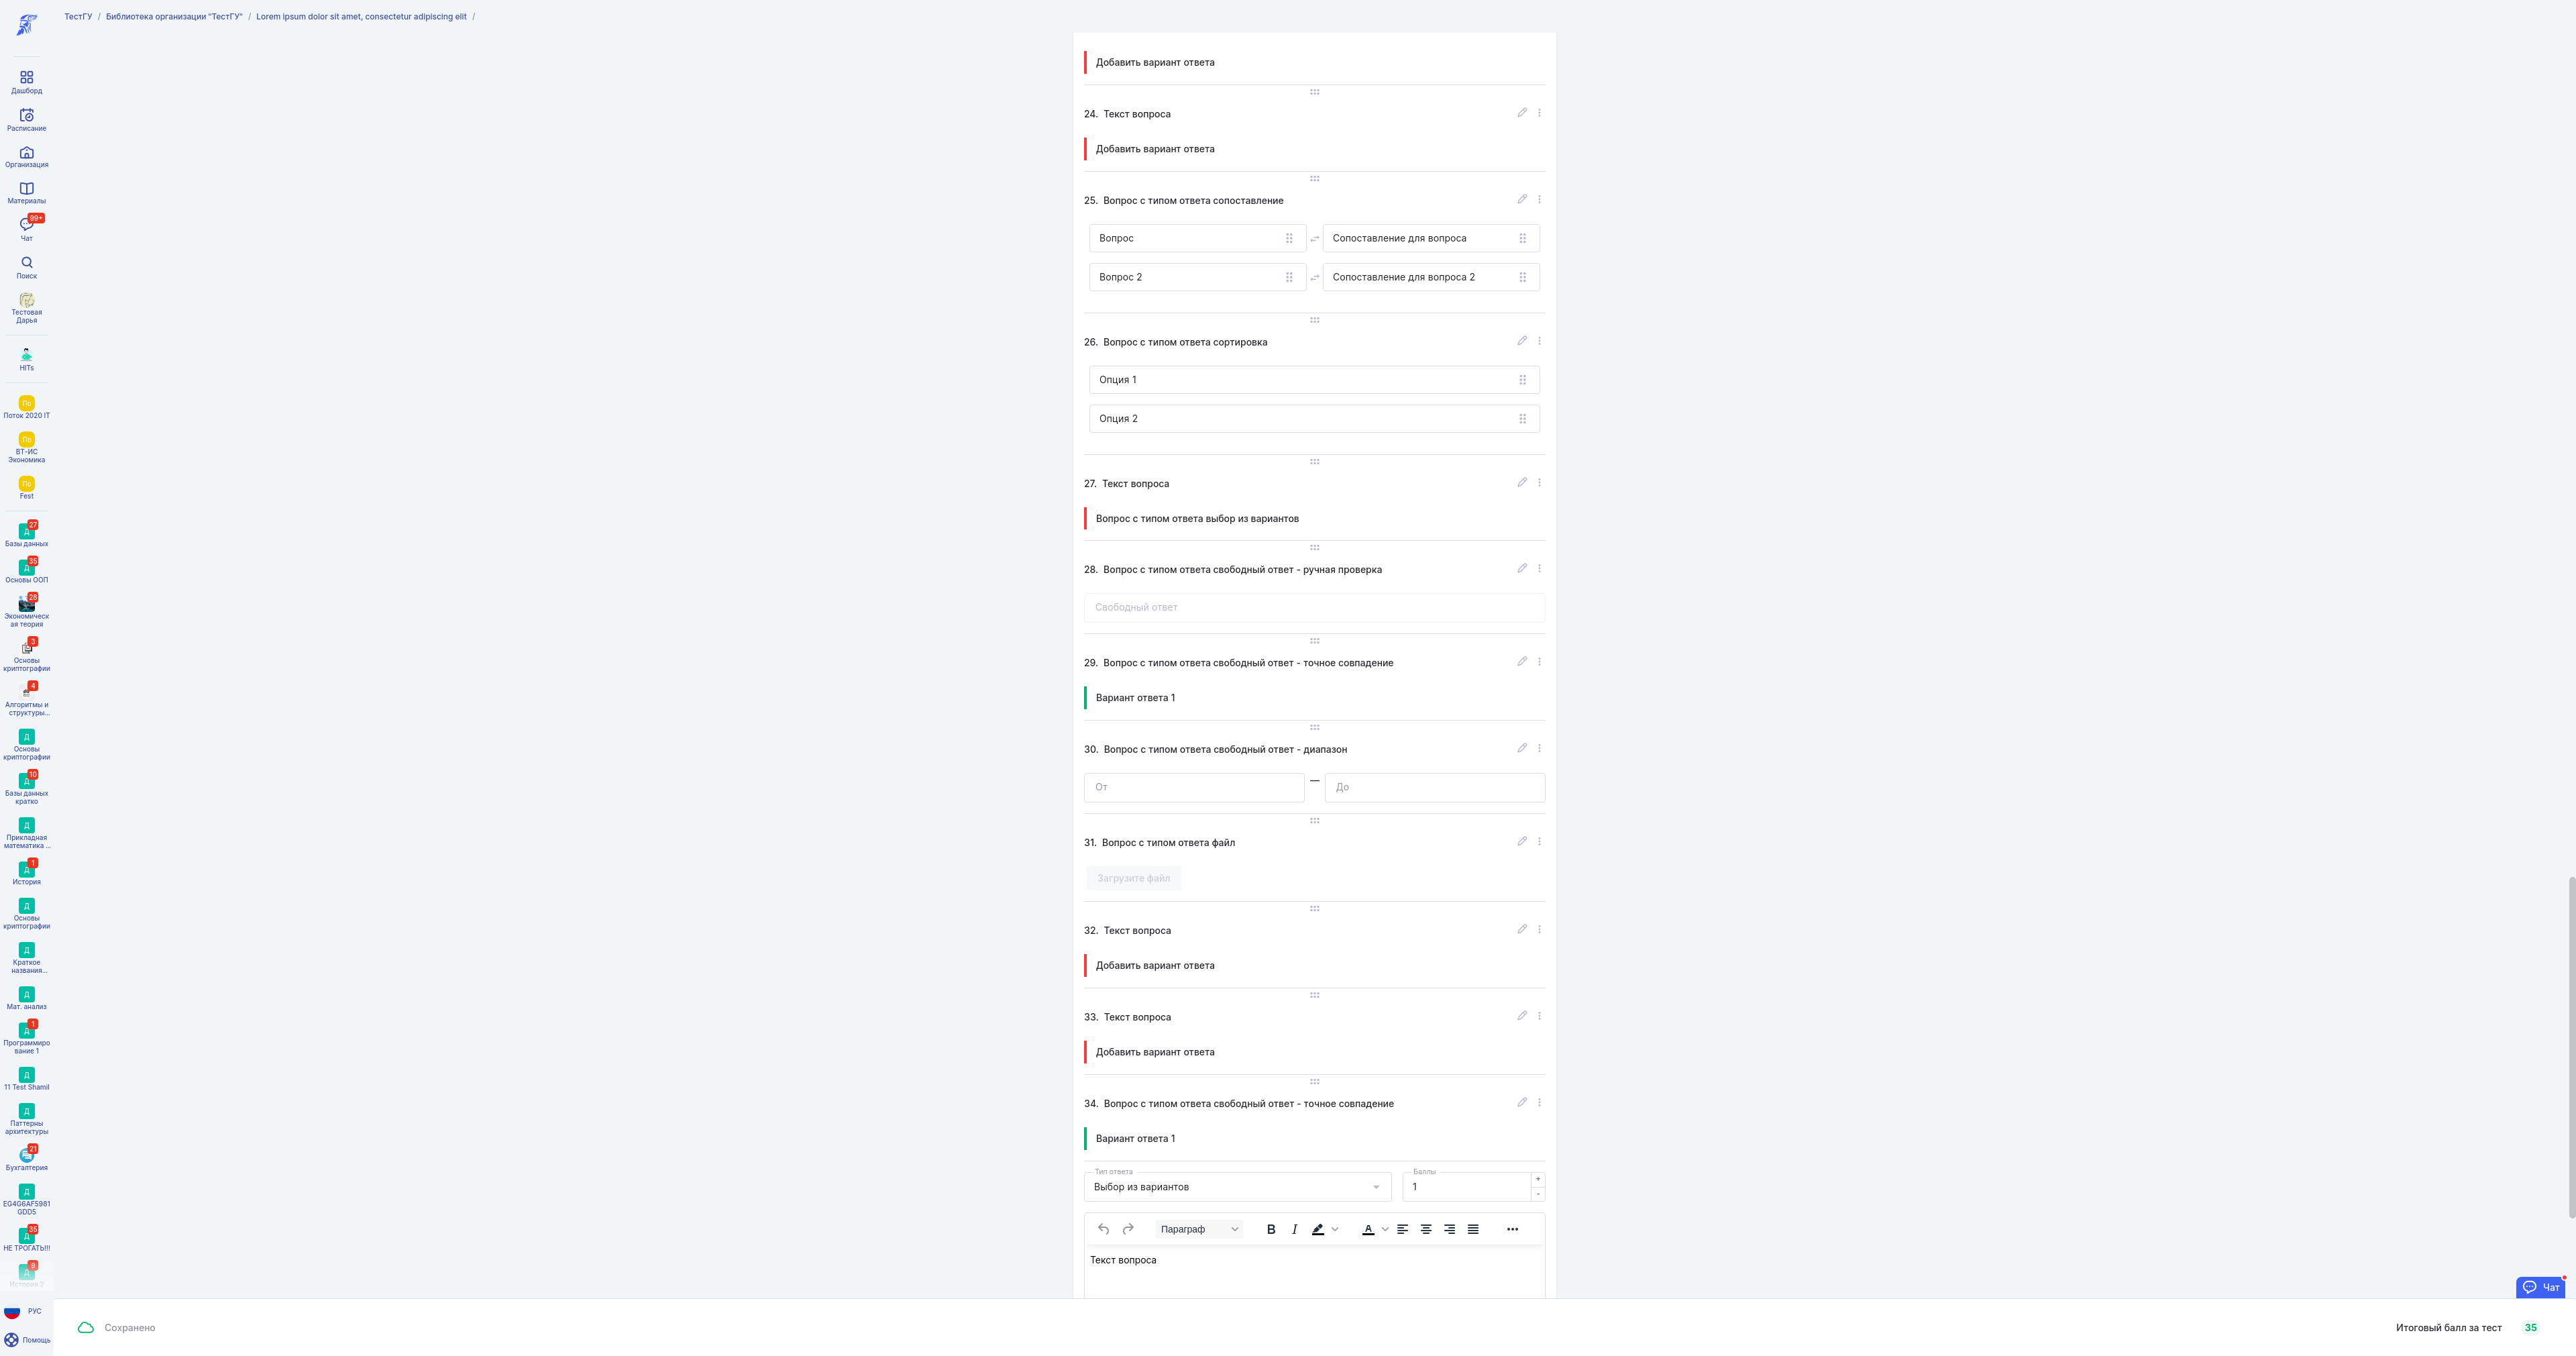 ТестГУ / Библиотека организации "ТестГУ" / Lorem ipsum dolor sit amet, consectetur adipiscing elit /
Дашборд
Расписание
Организация
Материалы
99+
Чат
Поиск
Тестовая
Дарья
HITs
По
Поток 2020 IT
По
ВТ-ИС
Экономика
По
Fest
27
Д
Базы данных
35
Д
Основы ООП
28
Экономическ
ая теория
3
Основы
криптографии
4
Алгоритмы и
структуры...
Д
Основы
криптографии
10
Д
Базы данных
кратко
Д
Прикладная
математика ...
1
Д
История
Д
Основы
криптографии
Д
Краткое
названия...
Д
Мат. анализ
1
Д
Программиро
вание 1
Д
11 Test Shamil
Д
Паттерны
архитектуры
21
Бухгалтерия
Д
EG4G6AF5981
GDD5
35
Д
НЕ ТРОГАТЬ!!!
9
Д
История 2
РУС
Помощь
Добавить вариант ответа
24. Текст вопроса
Добавить вариант ответа
25. Вопрос с типом ответа сопоставление
Вопрос
Сопоставление для вопроса
Вопрос 2
Сопоставление для вопроса 2
26. Вопрос с типом ответа сортировка
Опция 1
Опция 2
27. Текст вопроса
Вопрос с типом ответа выбор из вариантов
28. Вопрос с типом ответа свободный ответ - ручная проверка
Свободный ответ
29. Вопрос с типом ответа свободный ответ - точное совпадение
Вариант ответа 1
30. Вопрос с типом ответа свободный ответ - диапазон
От — До
31. Вопрос с типом ответа файл
Загрузите файл
32. Текст вопроса
Добавить вариант ответа
33. Текст вопроса
Добавить вариант ответа
34. Вопрос с типом ответа свободный ответ - точное совпадение
Вариант ответа 1
Тип ответа
Выбор из вариантов
Баллы
1
+
-
Параграф
B I A
Текст вопроса
Чат
Сохранено
Итоговый балл за тест 35